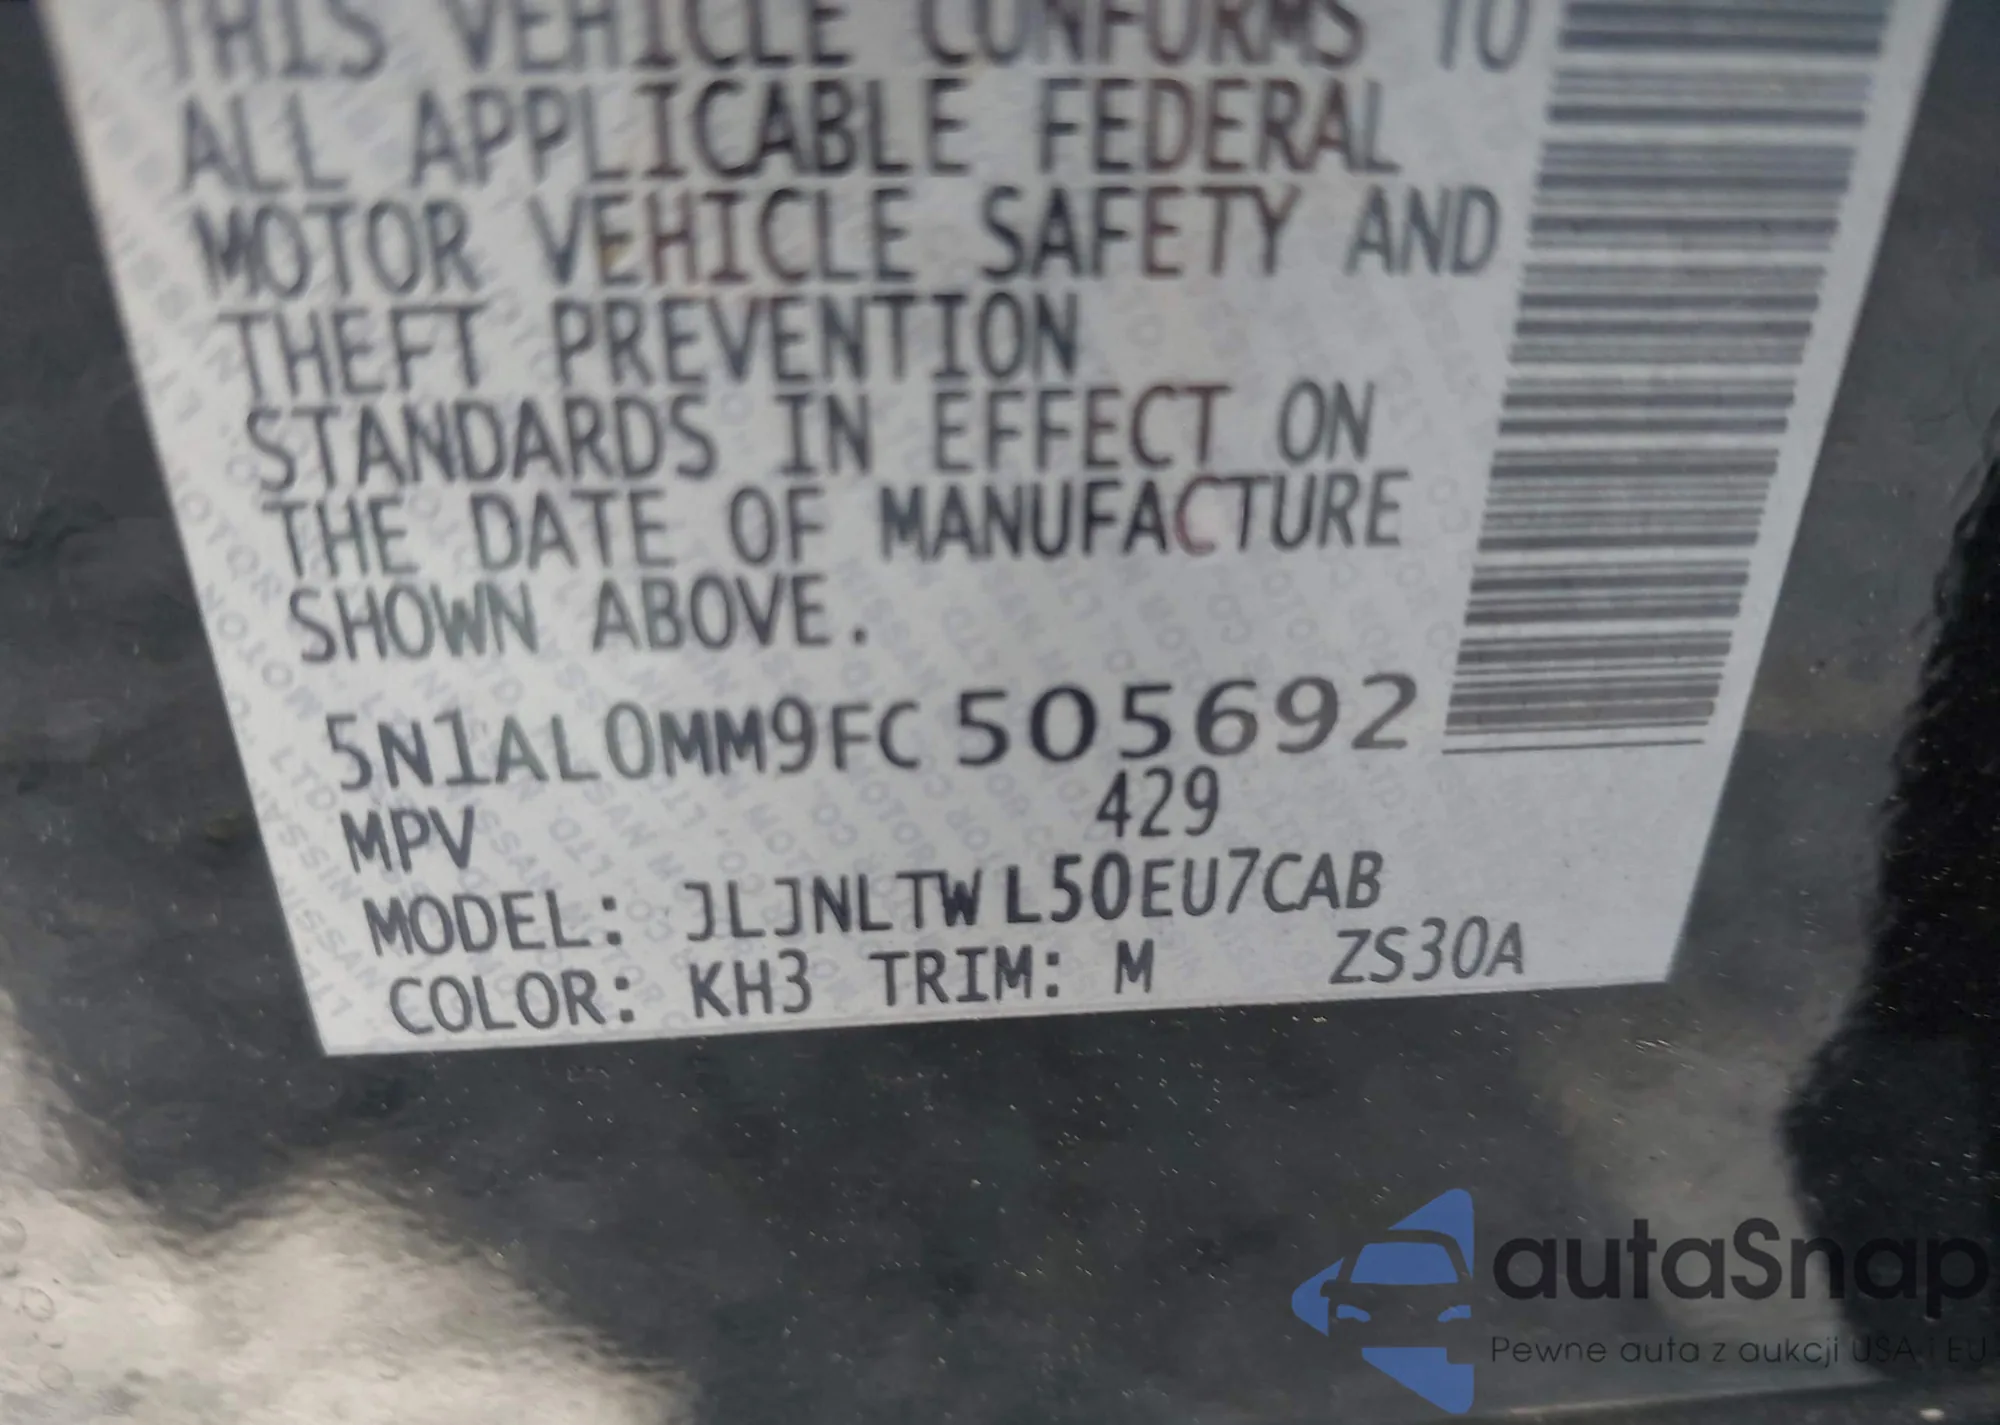 THIS VEHICLE CONFORMS TO
ALL APPLICABLE FEDERAL
MOTOR VEHICLE SAFETY AND
THEFT PREVENTION
STANDARDS IN EFFECT ON
THE DATE OF MANUFACTURE
SHOWN ABOVE.
5N1AL0MM9FC505692
MPV 429
MODEL: JLJNLTWL50EU7CAB
COLOR: KH3 TRIM: M ZS30A
autaSnap
Pewne auta z aukcji USA i EU